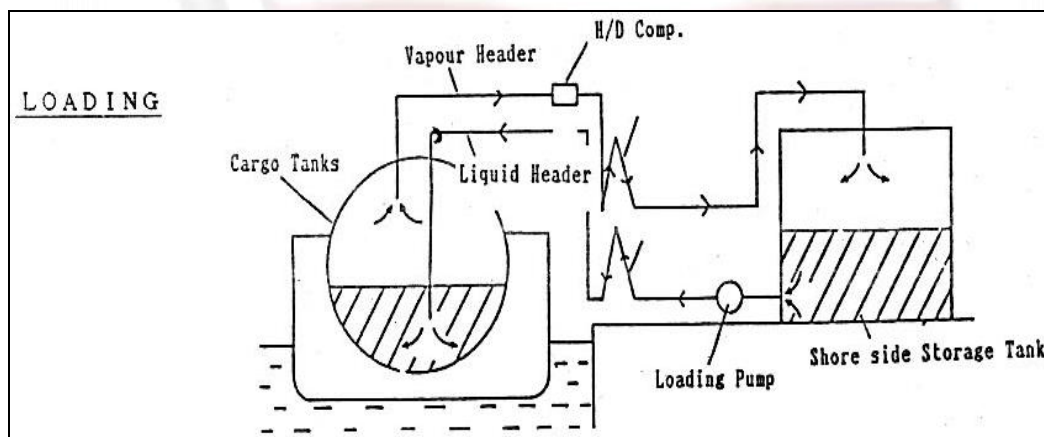 H/D Comp.
Vapour Header
LOADING
Cargo Tanks
Liquid Header
Shore side Storage Tank
Loading Pump